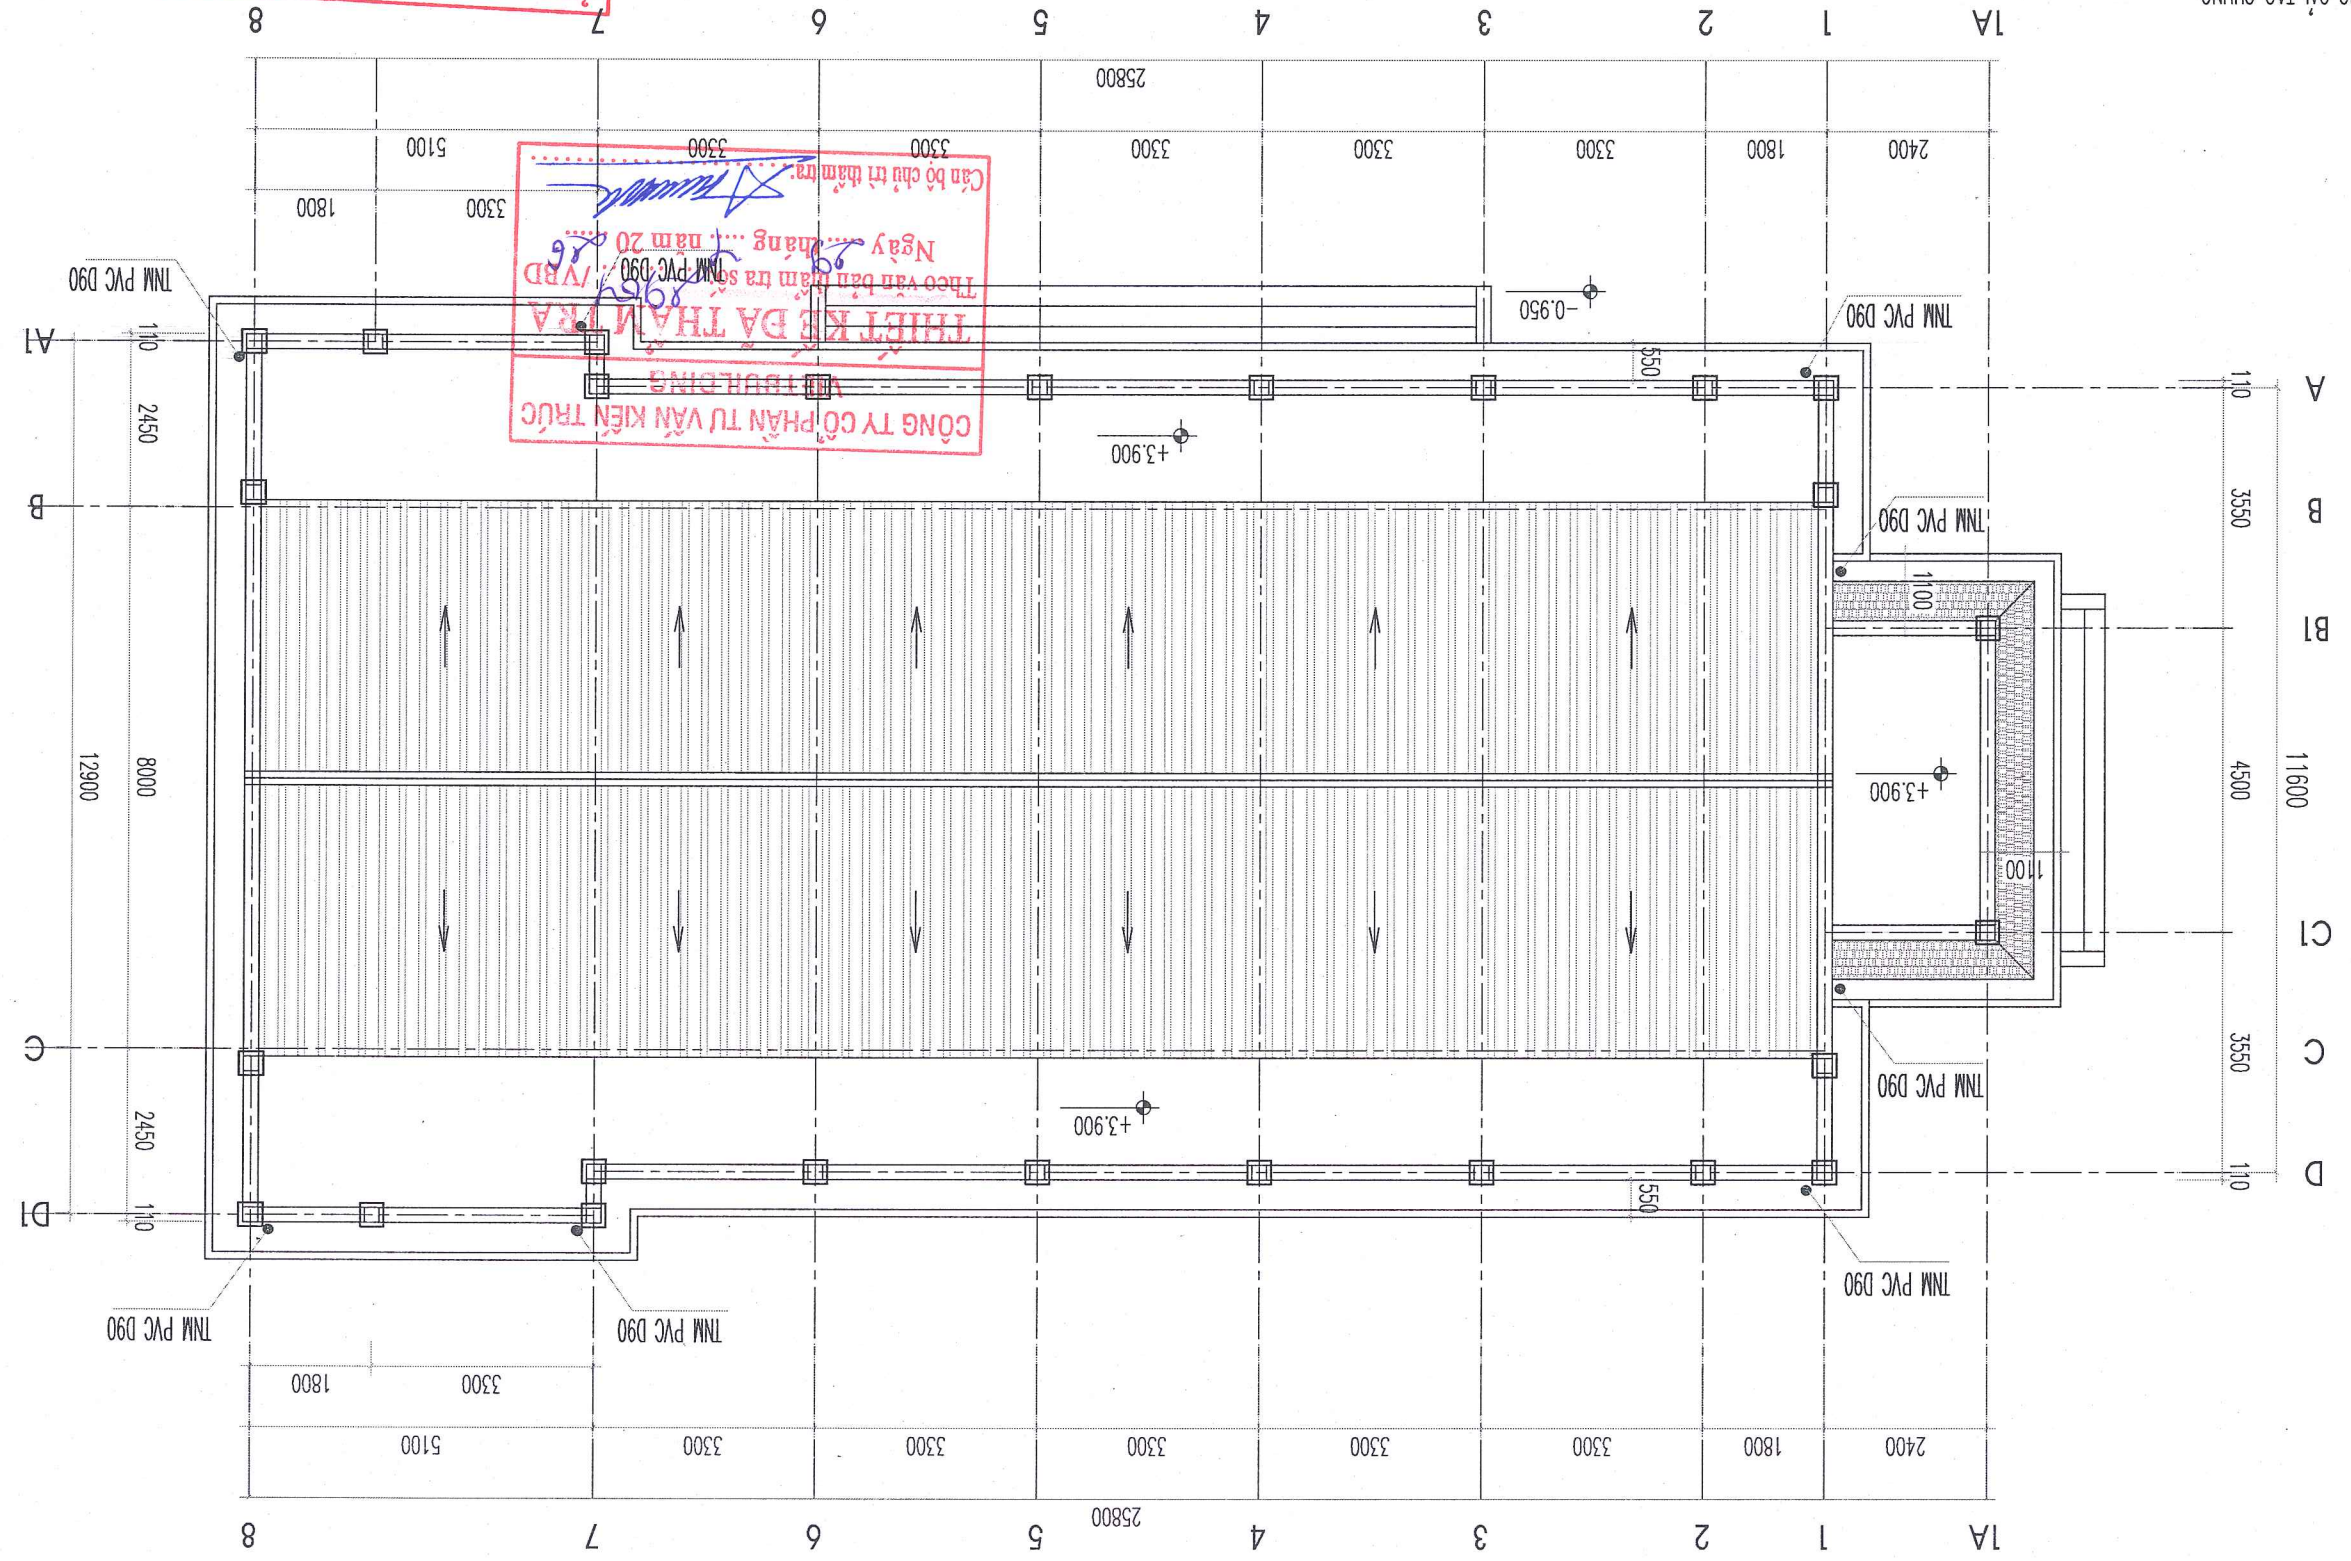 1A 1 2 3 4 5 6 7 8
25800
2400 1800 3300 3300 3300 3300 3300 5100
3300 1800
TNM PVC D90
TNM PVC D90
TNM PVC D90
D1
110
D
110
550
2450
+3.900
TNM PVC D90
3550
C
C
C1
1100
4500
11600
+3.900
8000
12900
B1
1100
TNM PVC D90
B
B
3550
+3.900
2450
CÔNG TY CỔ PHẦN TƯ VẤN KIẾN TRÚC
VIETBUILDING
A
110
550
A1
110
THIẾT KẾ ĐÃ THẨM TRA
TNM PVC D90
-0.950
Theo văn bản thẩm tra số: /VBD
TNM PVC D90
TNM PVC D90
Ngày 29 tháng năm 20 26
Cán bộ chủ trì thẩm tra:
3300 1800
2400 1800 3300 3300 3300 3300 3300 5100
25800
1A 1 2 3 4 5 6 7 8